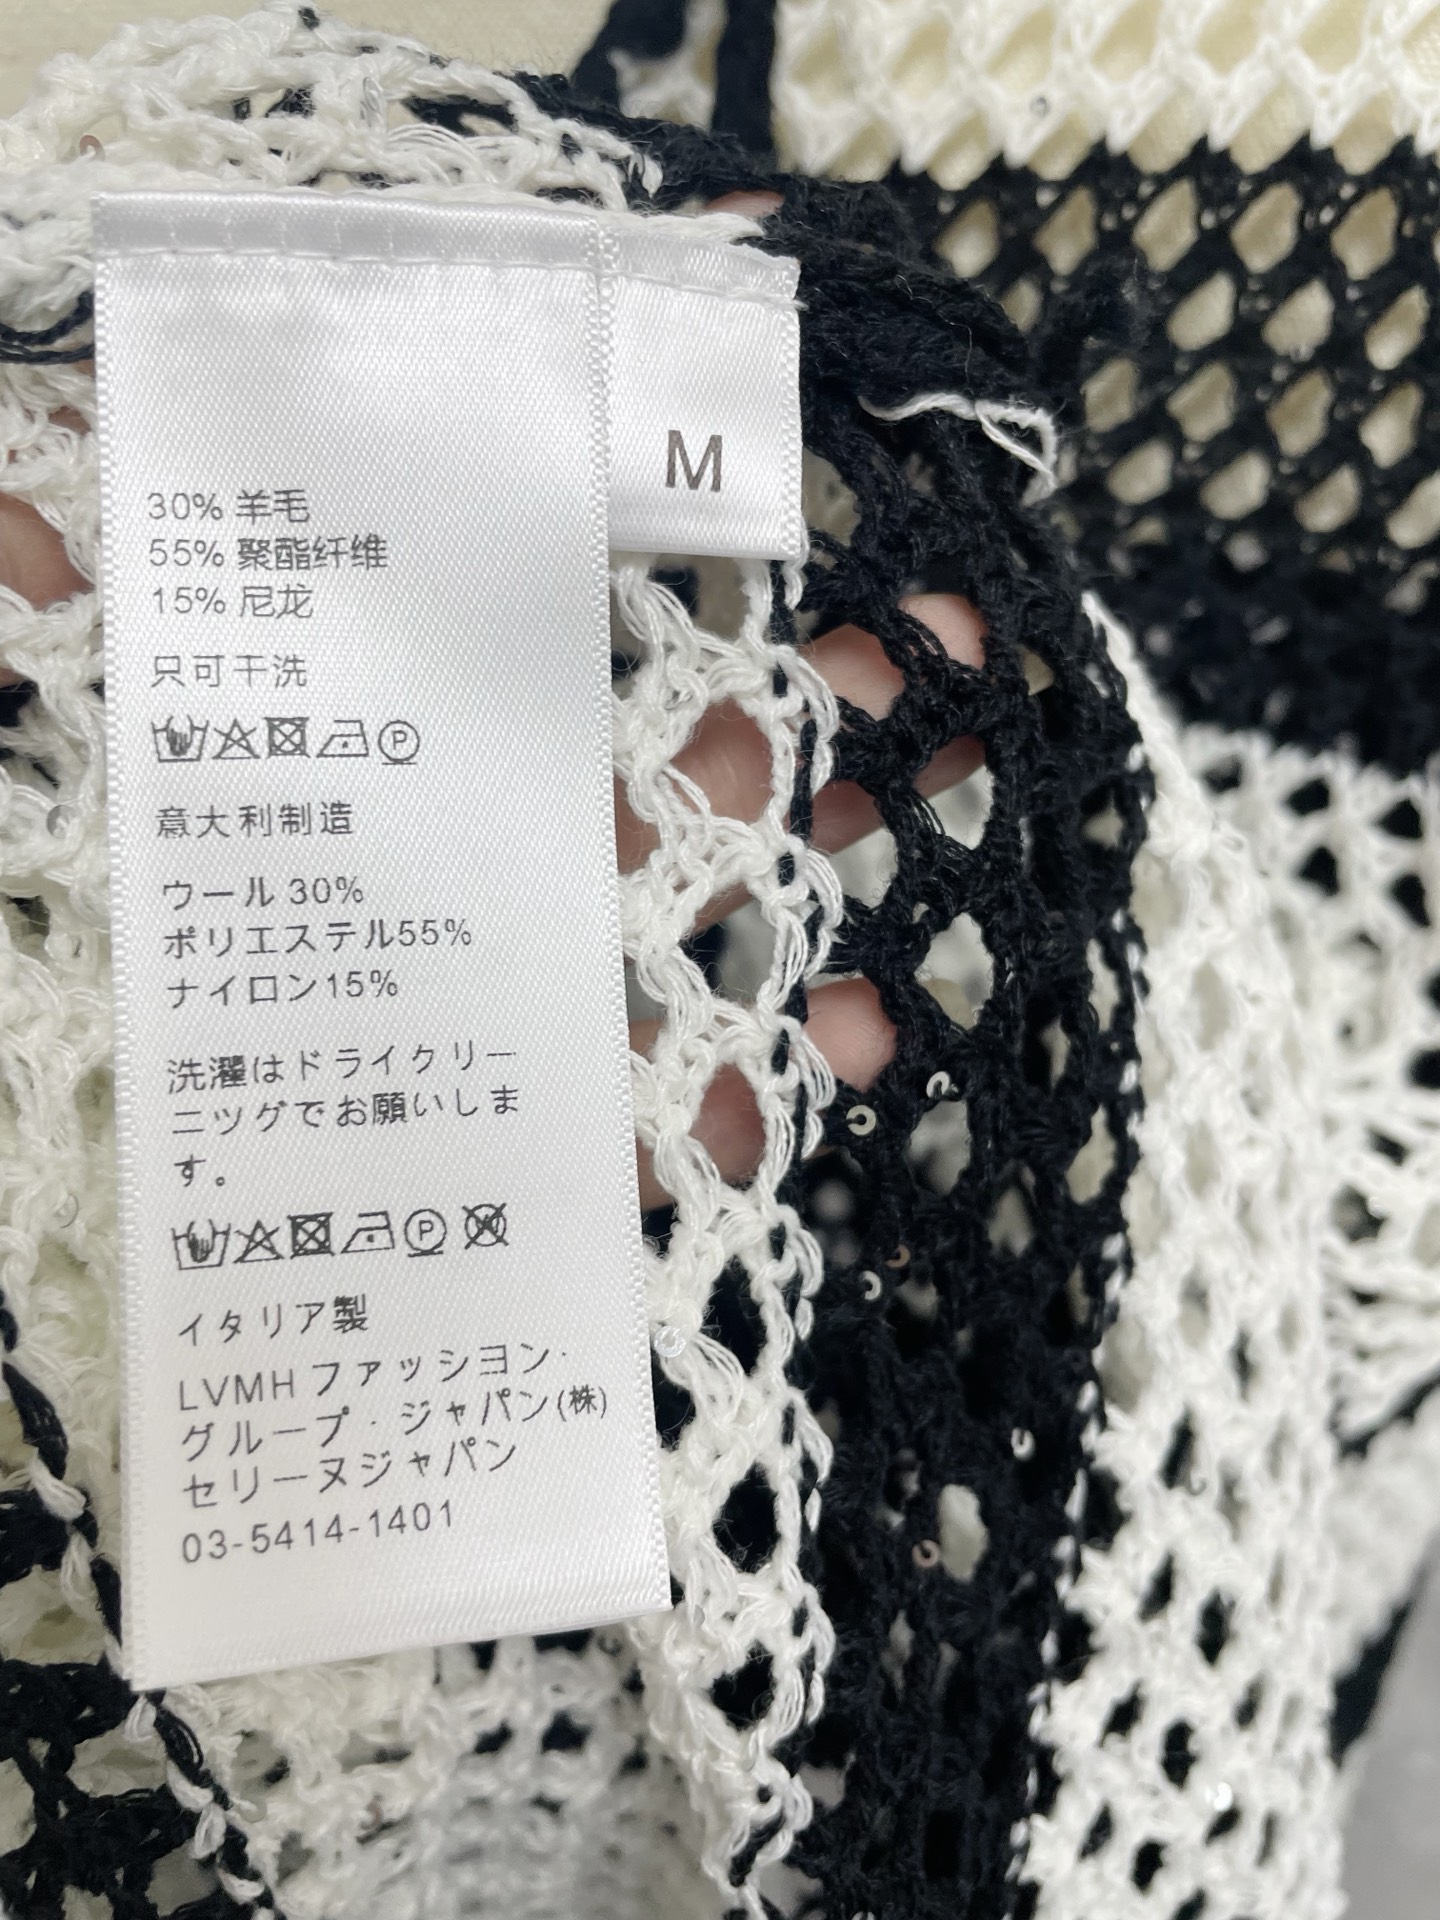 M
30% 羊毛
55% 聚酯纤维
15% 尼龙
只可干洗
P
意大利制造
ウール 30%
ポリエステル55%
ナイロン15%
洗濯はドライクリー
ニツグでお願いしま
す。
P W
イタリア製
LVMH ファッシヨン・
グループ・ジャパン(株)
セリーヌジャパン
03-5414-1401